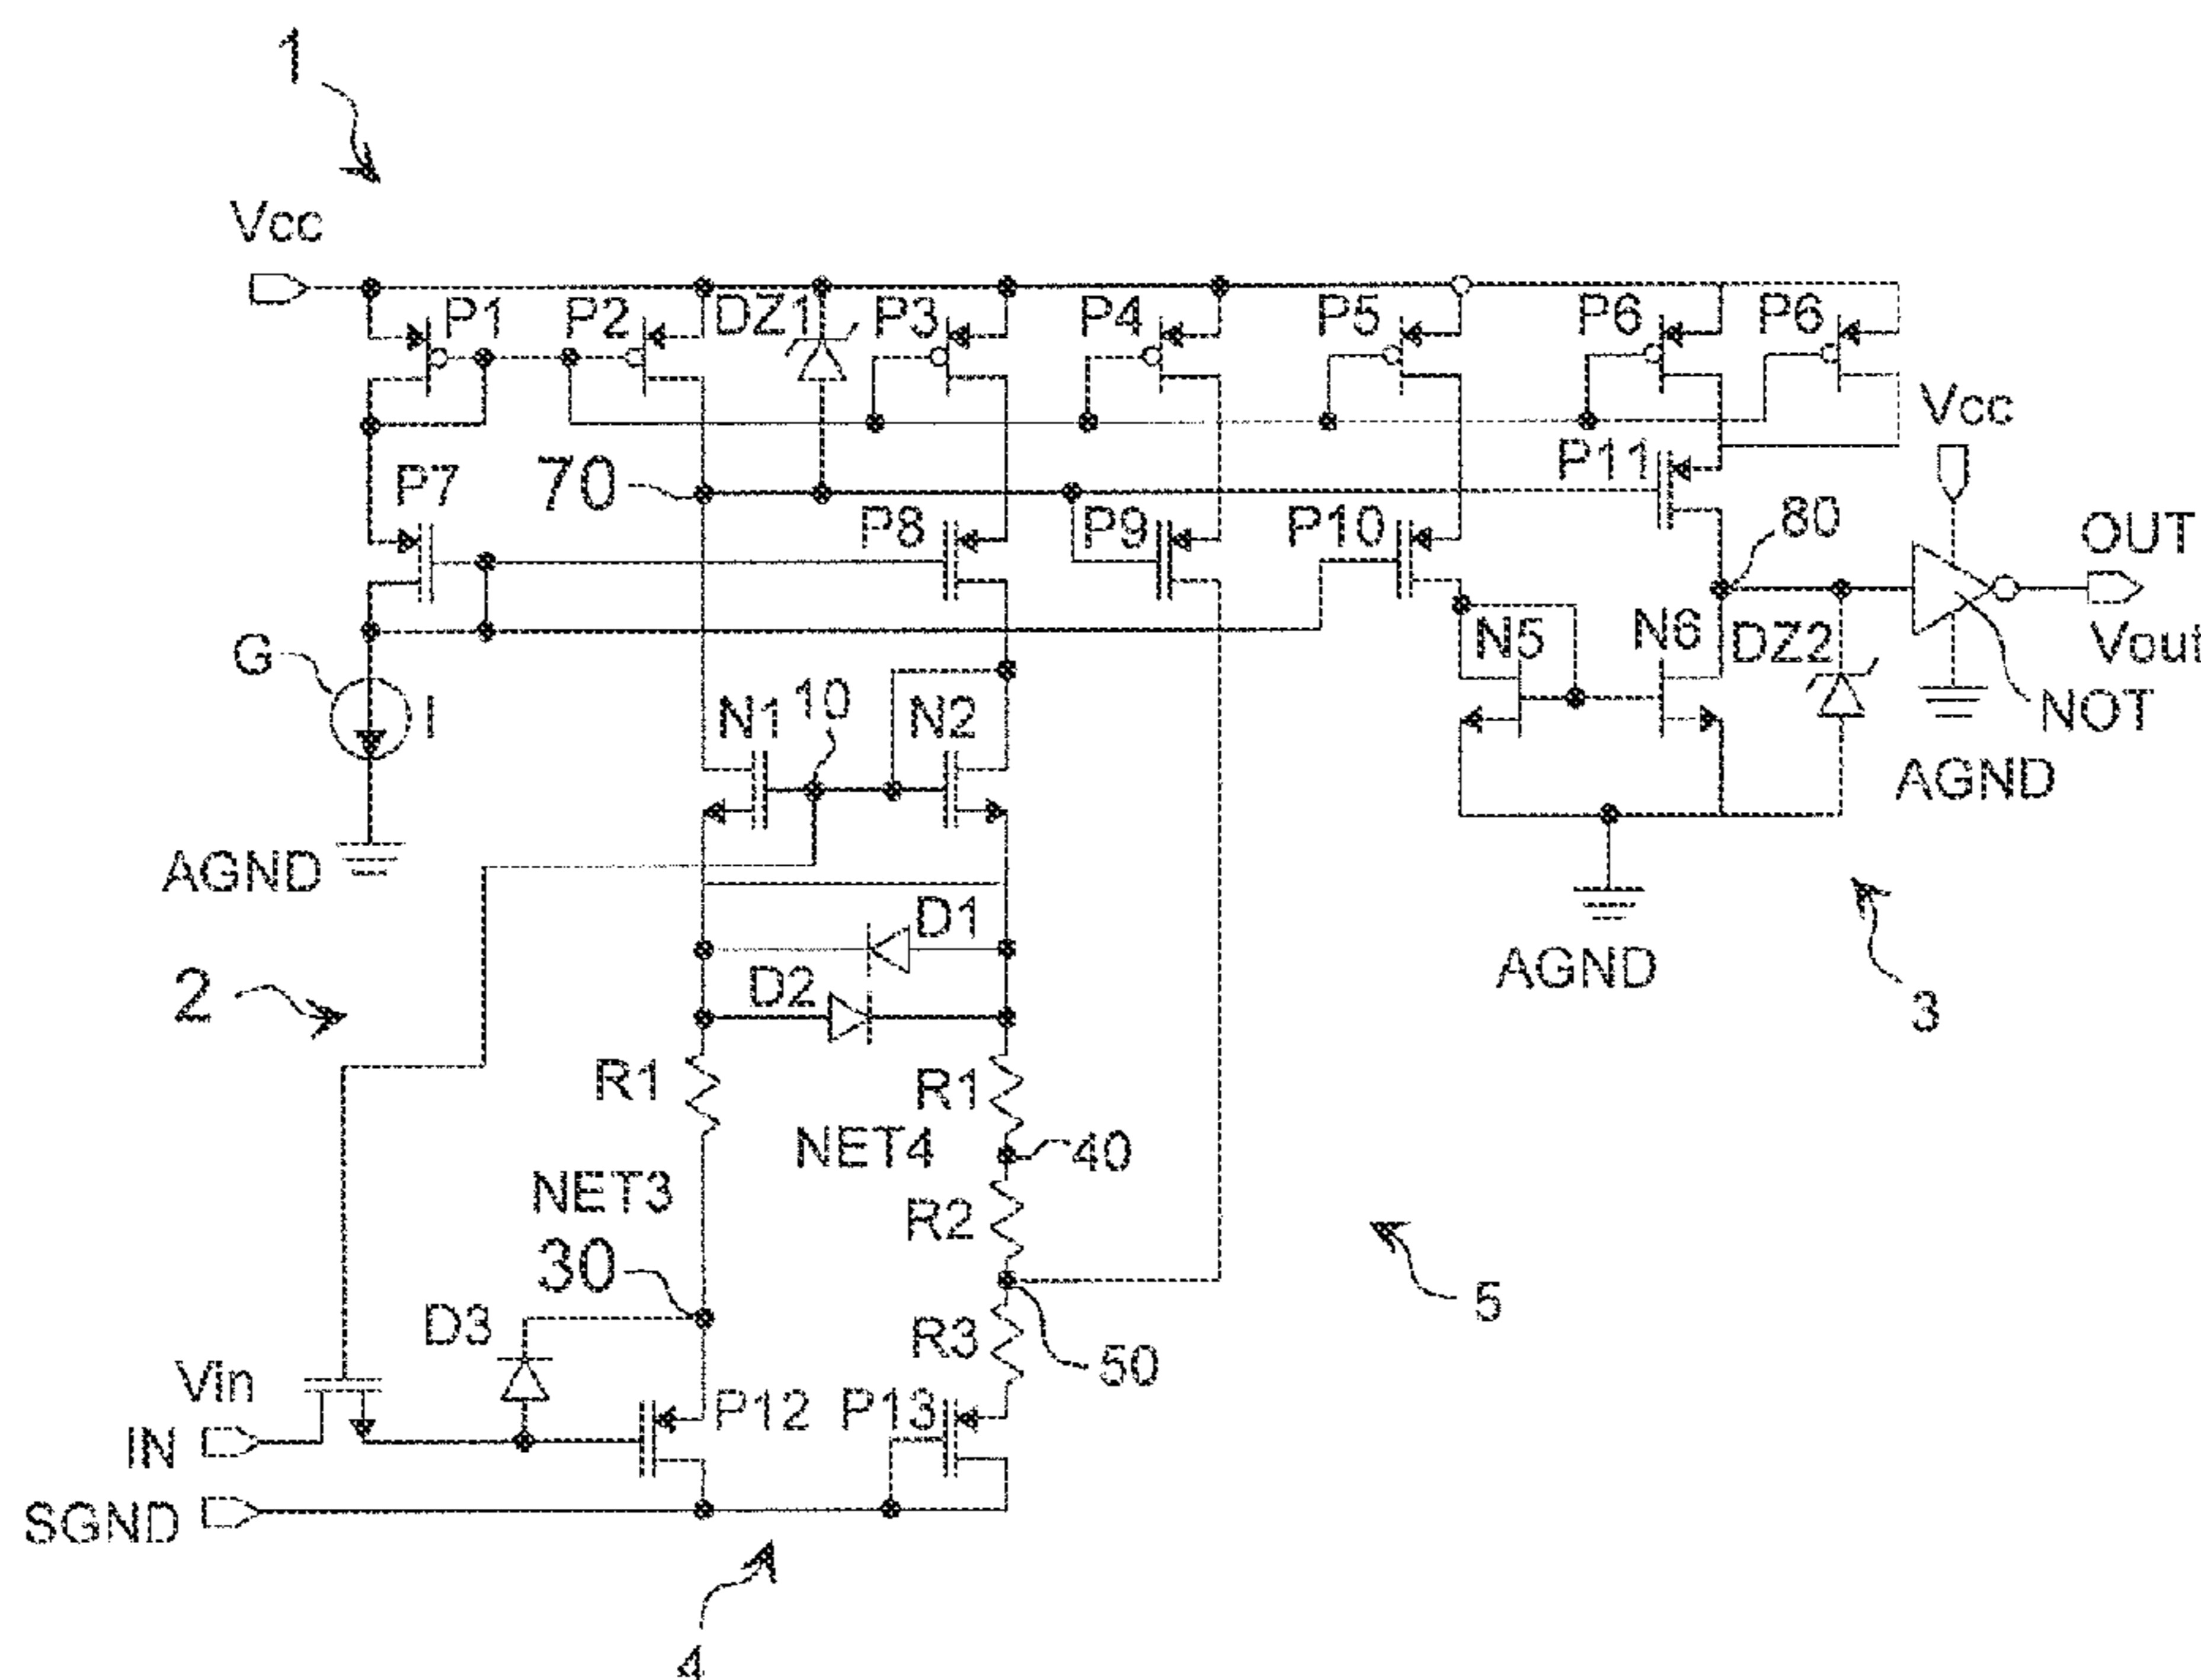 1
Vcc
P1
P2
DZ1
P3
P4
P5
P6
P6
Vcc
P7
70
P8
P9
P10
P11
80
OUT
Vout
G
I
N1
10
N2
N5
N6
DZ2
NOT
AGND
AGND
AGND
D1
D2
2
3
R1
R1
NET4
40
NET3
R2
30
50
5
D3
R3
Vin
P12
P13
IN
SGND
4